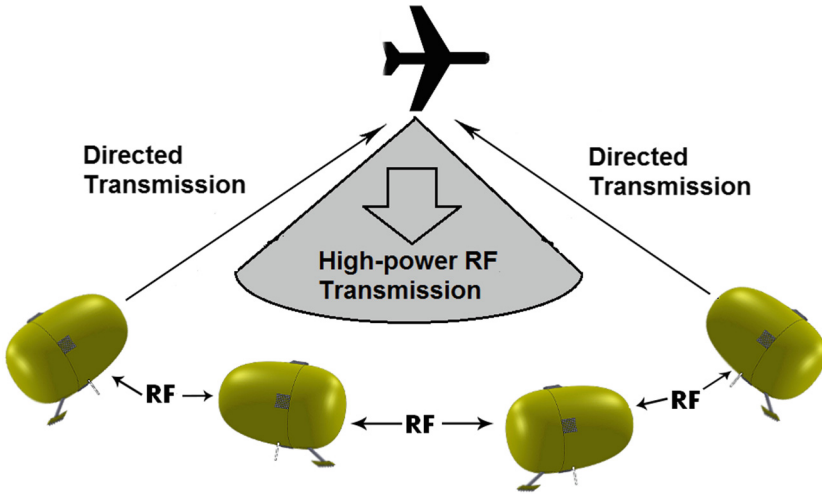 Directed
Transmission
Directed
Transmission
High-power RF
Transmission
RF
RF
RF